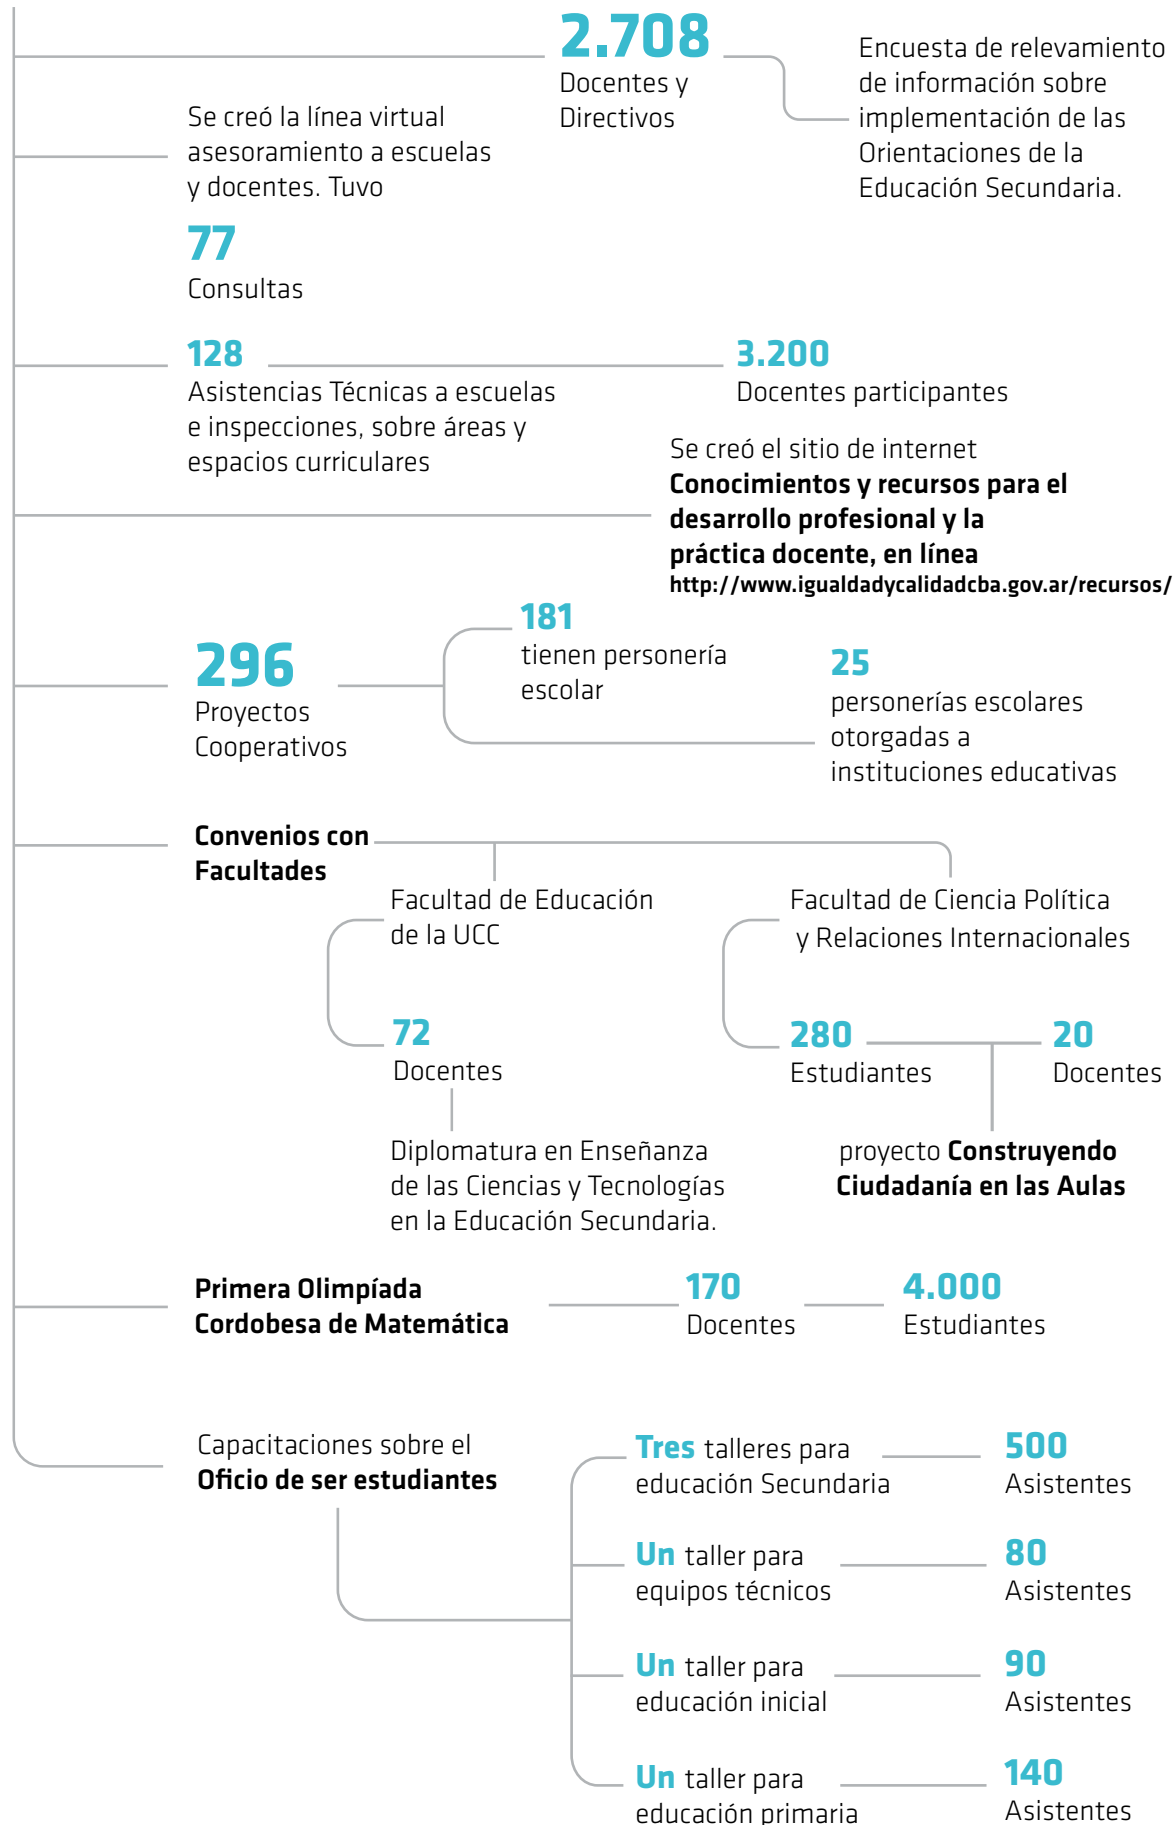 2.708
Docentes y
Directivos
Encuesta de relevamiento
de información sobre
implementación de las
Orientaciones de la
Educación Secundaria.
Se creó la línea virtual
asesoramiento a escuelas
y docentes. Tuvo
77
Consultas
128
Asistencias Técnicas a escuelas
e inspecciones, sobre áreas y
espacios curriculares
3.200
Docentes participantes
Se creó el sitio de internet
Conocimientos y recursos para el
desarrollo profesional y la
práctica docente, en línea
http://www.igualdadycalidadcba.gov.ar/recursos/
296
Proyectos
Cooperativos
181
tienen personería
escolar
25
personerías escolares
otorgadas a
instituciones educativas
Convenios con
Facultades
Facultad de Educación
de la UCC
72
Docentes
Diplomatura en Enseñanza
de las Ciencias y Tecnologías
en la Educación Secundaria.
Facultad de Ciencia Política
y Relaciones Internacionales
280
Estudiantes
20
Docentes
proyecto Construyendo
Ciudadanía en las Aulas
Primera Olimpíada
Cordobesa de Matemática
170
Docentes
4.000
Estudiantes
Capacitaciones sobre el
Oficio de ser estudiantes
Tres talleres para
educación Secundaria
500
Asistentes
Un taller para
equipos técnicos
80
Asistentes
Un taller para
educación inicial
90
Asistentes
Un taller para
educación primaria
140
Asistentes